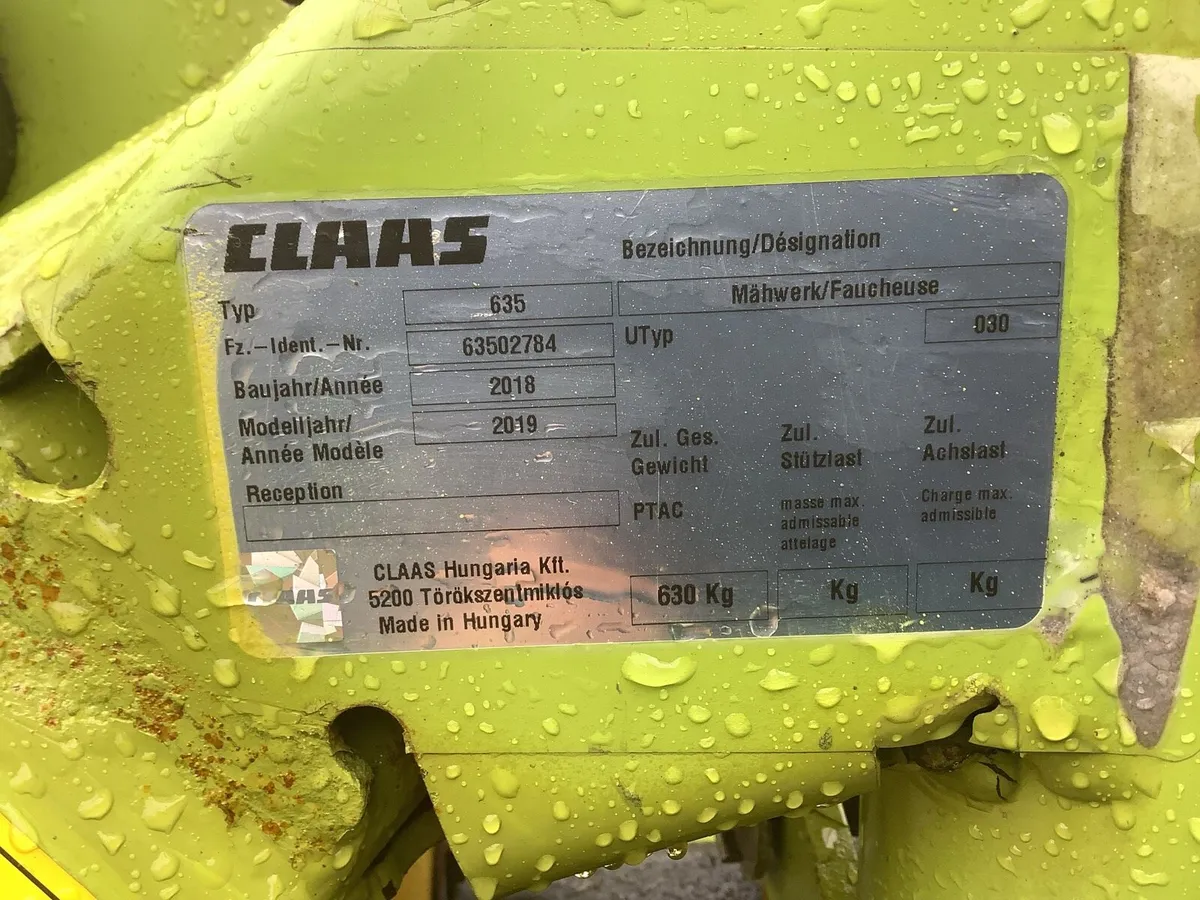 CLAAS
Bezeichnung/Désignation
Typ 635 Mähwerk/Faucheuse
Fz.-Ident.-Nr. 63502784 UTyp 030
Baujahr/Année 2018
Modelljahr/
Année Modèle 2019
Zul. Ges.
Gewicht
Zul.
Stützlast
Zul.
Achslast
Reception
PTAC
masse max.
admissable
attelage
Charge max.
admissible
CLAAS
CLAAS Hungaria Kft.
5200 Törökszentmiklós
Made in Hungary
630 Kg Kg Kg